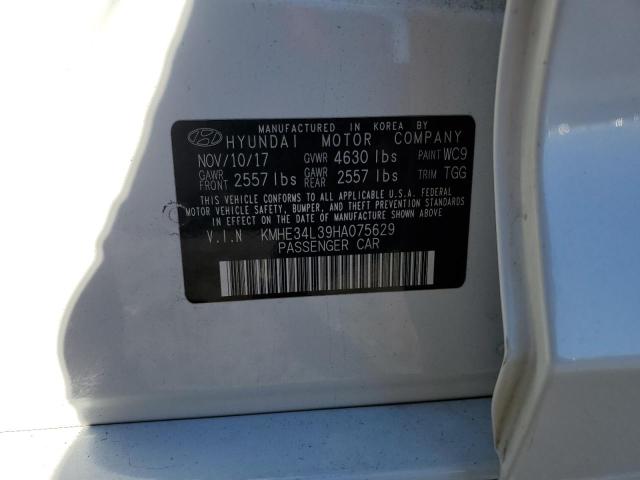 MANUFACTURED IN KOREA BY
HYUNDAI MOTOR COMPANY
NOV/10/17 GVWR 4630 lbs PAINT WC9
GAWR FRONT 2557 lbs GAWR REAR 2557 lbs TRIM TGG
THIS VEHICLE CONFORMS TO ALL APPLICABLE U.S.A. FEDERAL
MOTOR VEHICLE SAFETY, BUMPER, AND THEFT PREVENTION STANDARDS
IN EFFECT ON THE DATE OF MANUFACTURE SHOWN ABOVE.
V.I.N KMHE34L39HA075629
PASSENGER CAR